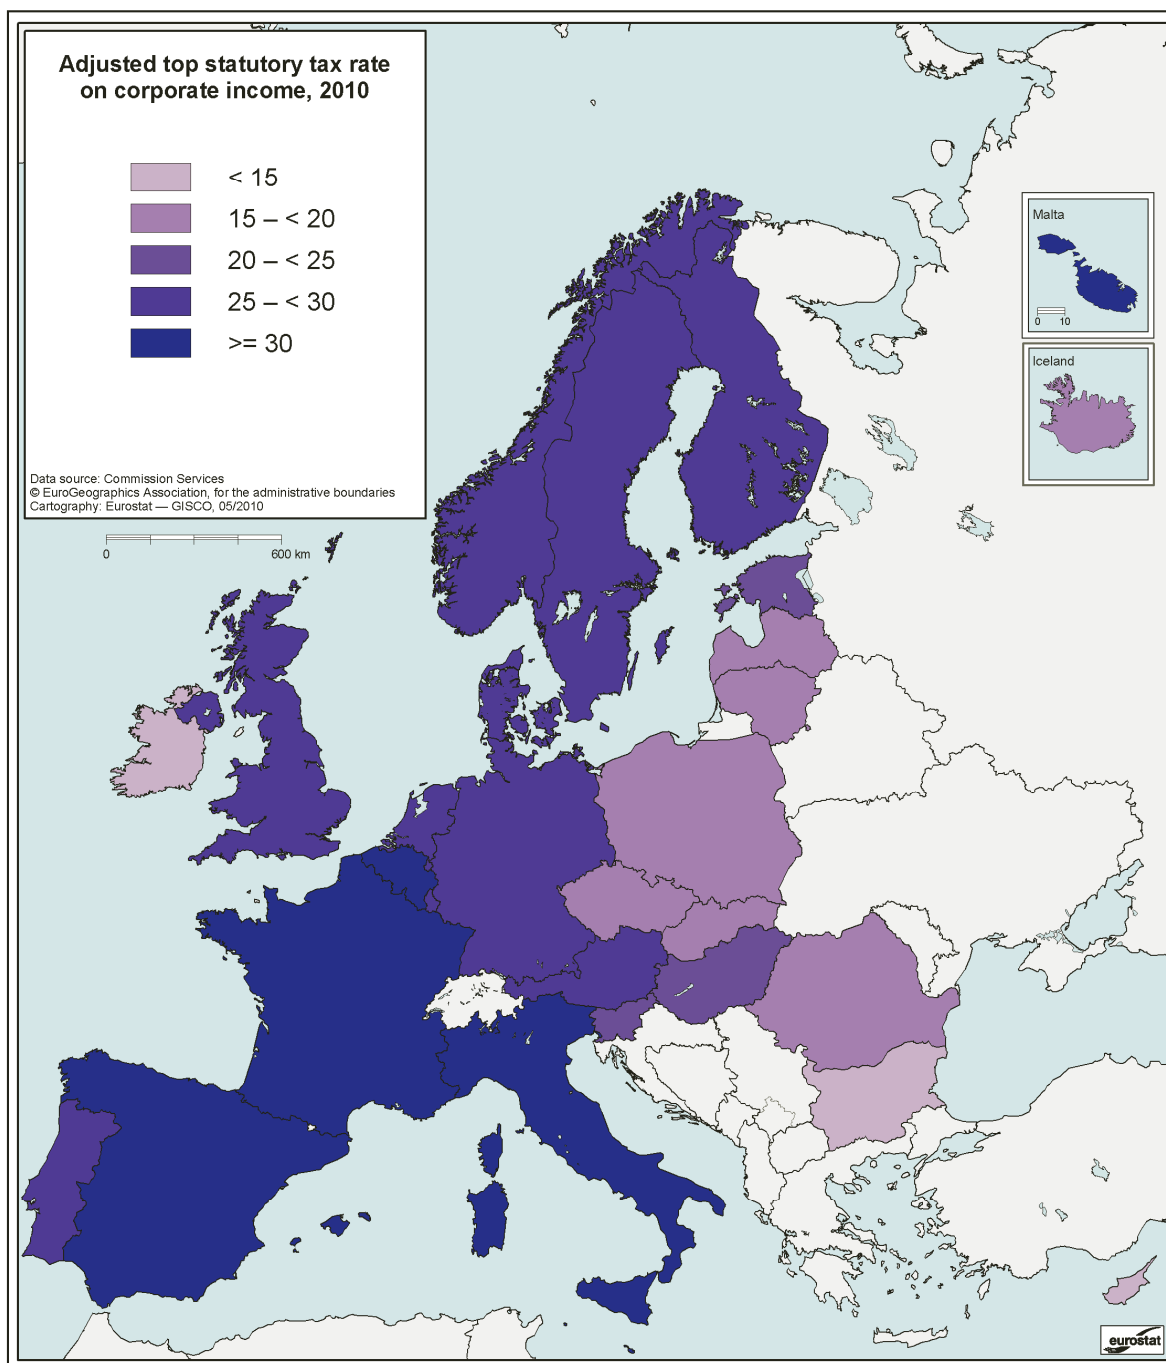 Adjusted top statutory tax rate
on corporate income, 2010
< 15
15 – < 20
20 – < 25
25 – < 30
>= 30
Data source: Commission Services
© EuroGeographics Association, for the administrative boundaries
Cartography: Eurostat — GISCO, 05/2010
0 600 km
Malta
0 10
Iceland
eurostat